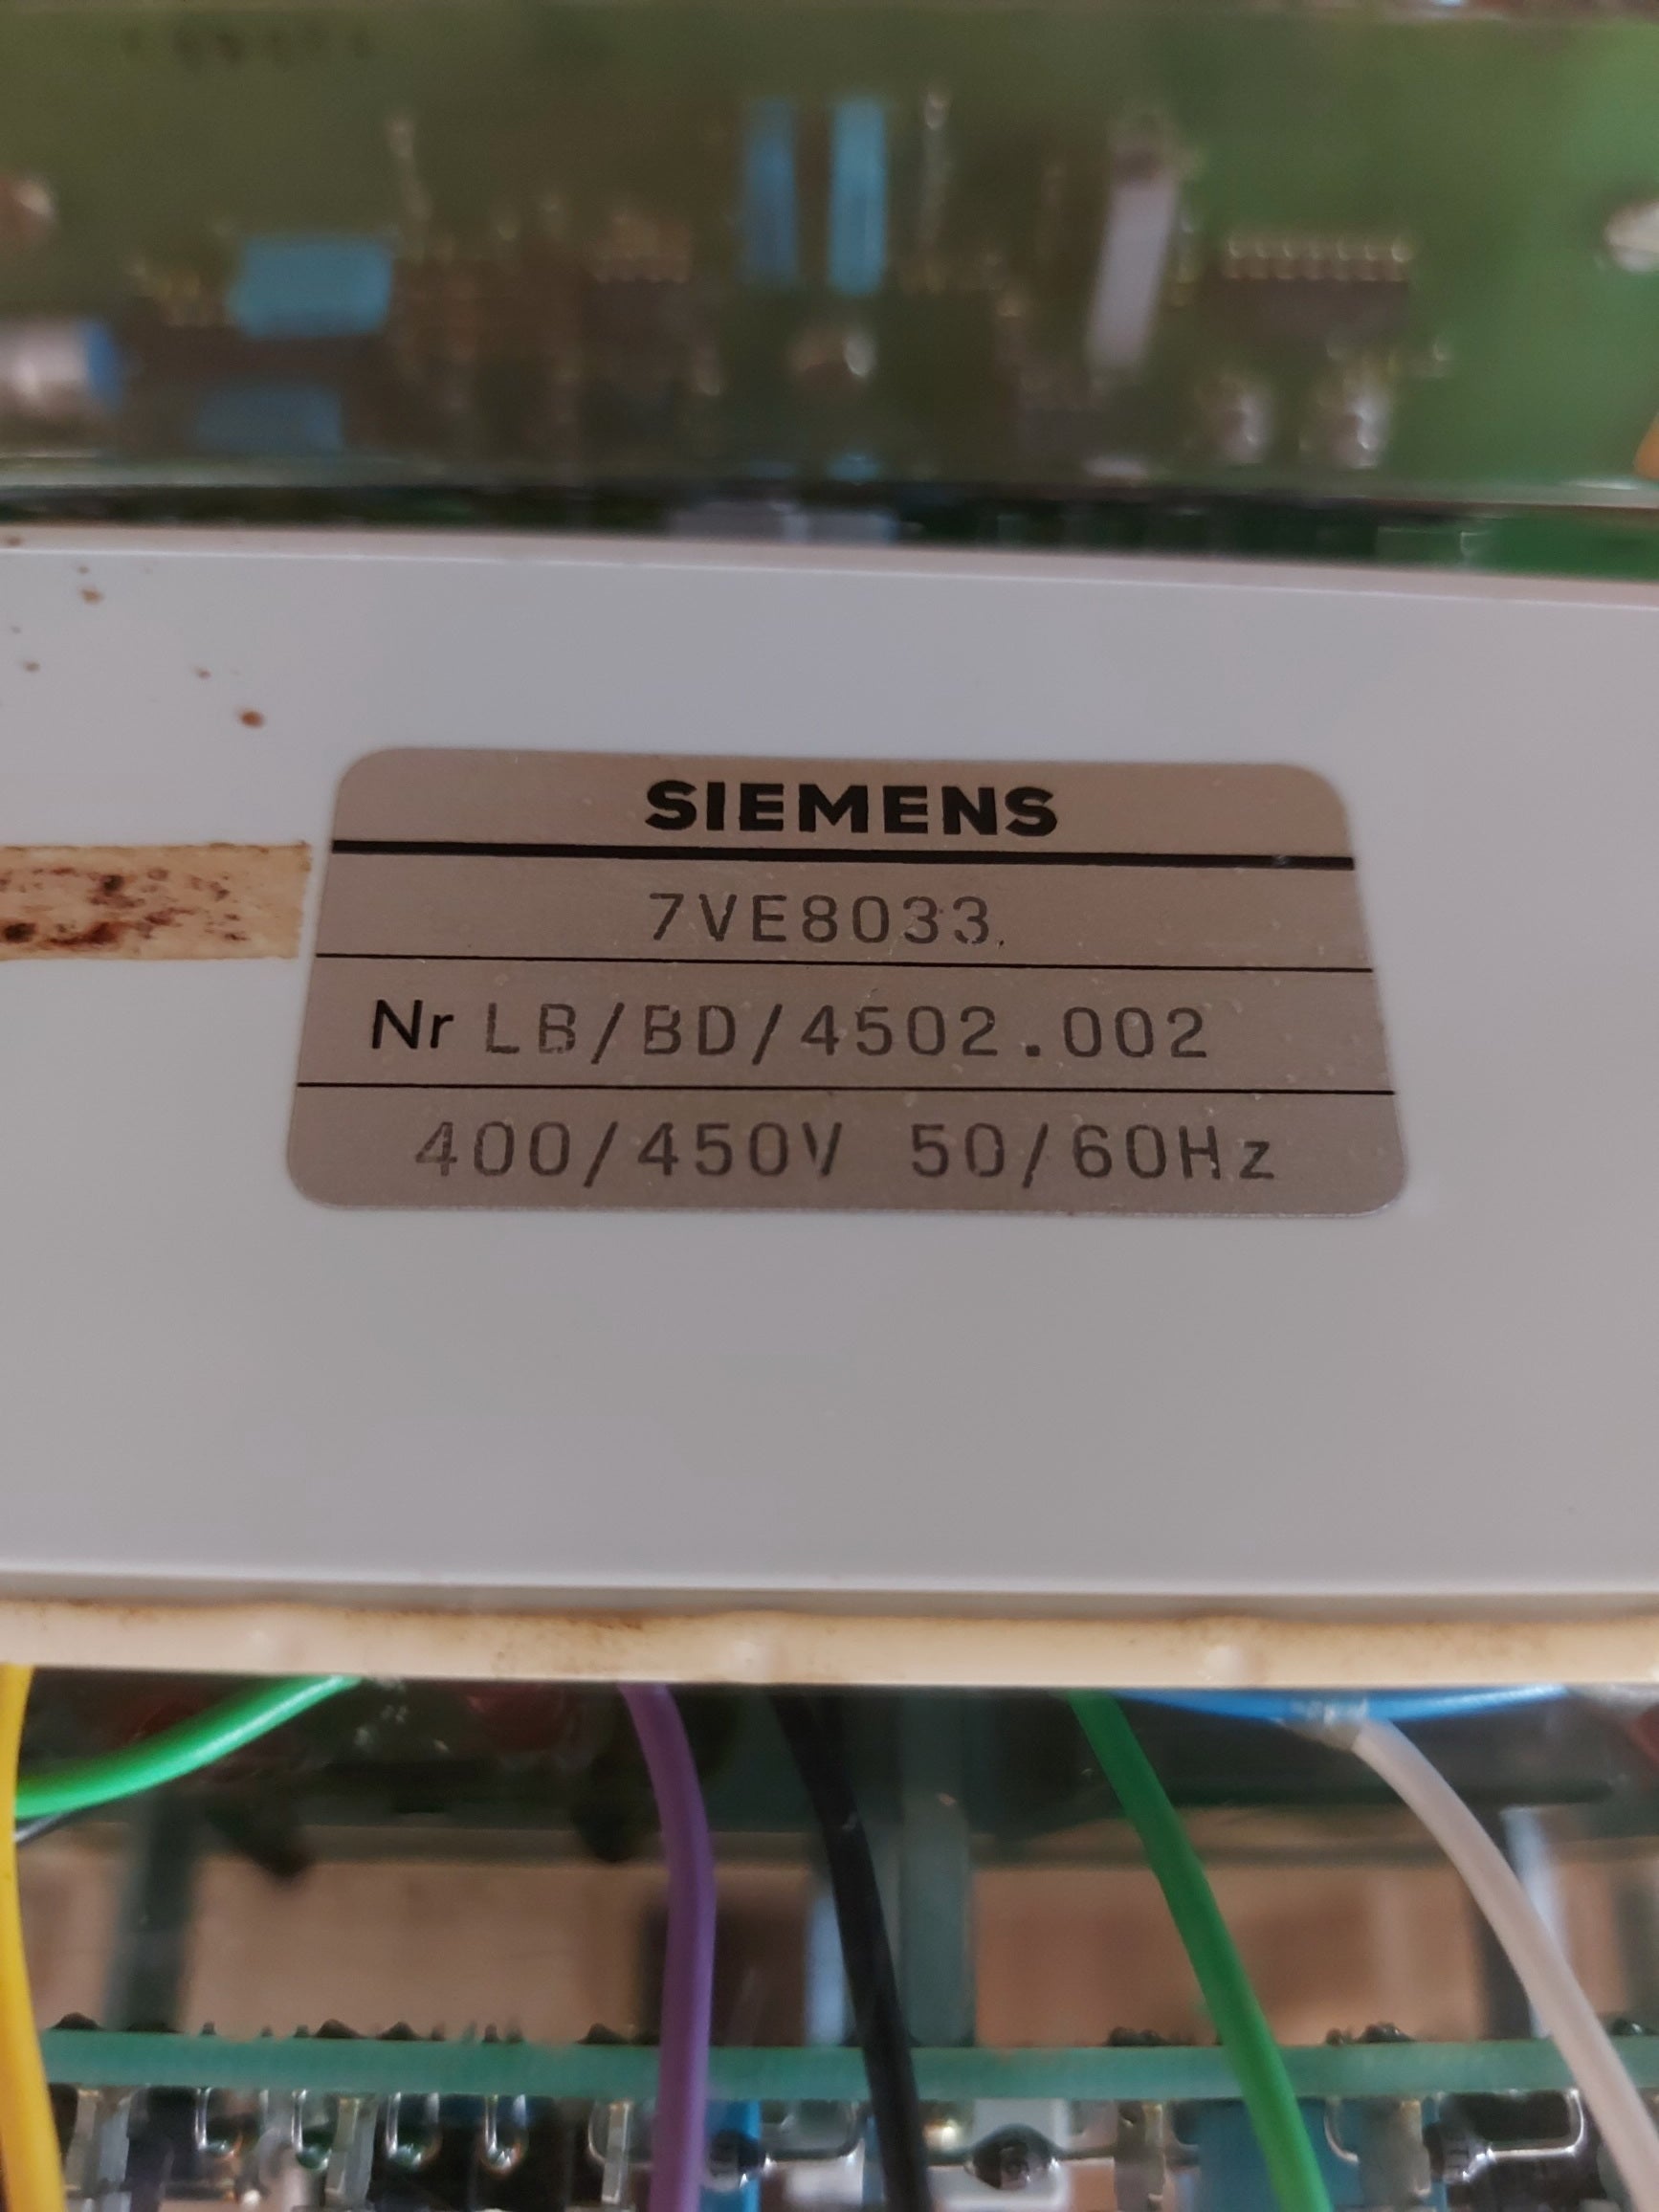 SIEMENS
7VE8033.
Nr LB/BD/4502.002
400/450V 50/60Hz